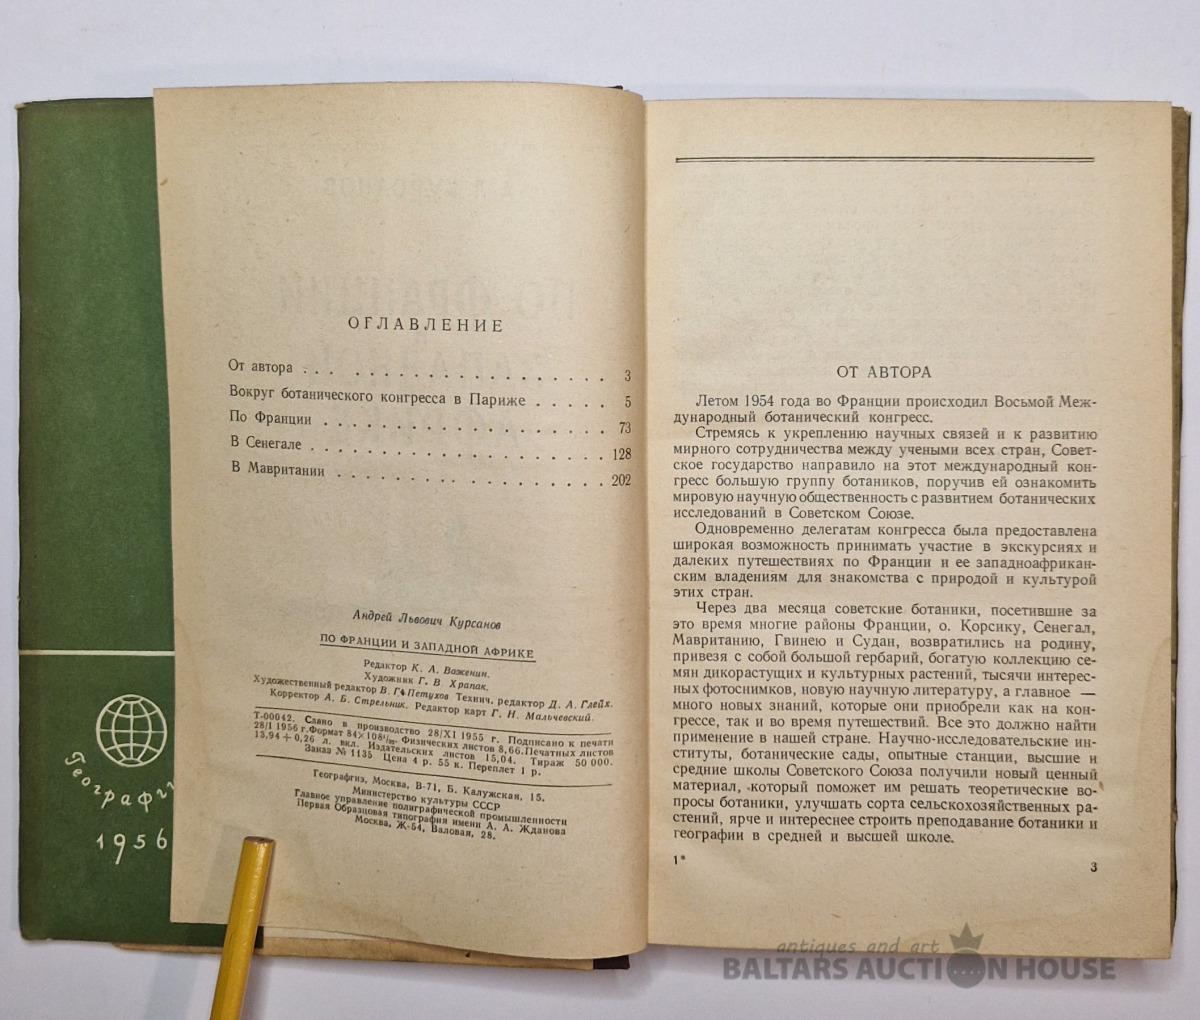 ОГЛАВЛЕНИЕ
От автора . . . . . . . . . . . . . . . . . . 3
Вокруг ботанического конгресса в Париже . . . . . 5
По Франции . . . . . . . . . . . . . . . . . 73
В Сенегале . . . . . . . . . . . . . . . . . 128
В Мавритании . . . . . . . . . . . . . . . . 202
Андрей Львович Курсанов
ПО ФРАНЦИИ И ЗАПАДНОЙ АФРИКЕ
Редактор К. А. Важенин.
Художник Г. В. Храпак.
Художественный редактор В. Г. Петухов Технич. редактор Д. А. Глейх.
Корректор А. Б. Стрельник. Редактор карт Г. Н. Мальчевский.
Т-00042. Сдано в производство 28/XI 1955 г. Подписано к печати
28/I 1956 г. Формат 84×108¹/₃₂. Физических листов 8,66. Печатных листов
13,94 + 0,26 л. вкл. Издательских листов 15,04. Тираж 50 000.
Заказ № 1135 Цена 4 р. 55 к. Переплет 1 р.
Географгиз, Москва, В-71, Б. Калужская, 15.
Министерство культуры СССР
Главное управление полиграфической промышленности
Первая Образцовая типография имени А. А. Жданова
Москва, Ж-54, Валовая, 28.
Географги
1956
ОТ АВТОРА
Летом 1954 года во Франции происходил Восьмой Меж-
дународный ботанический конгресс.
Стремясь к укреплению научных связей и к развитию
мирного сотрудничества между учеными всех стран, Совет-
ское государство направило на этот международный кон-
гресс большую группу ботаников, поручив ей ознакомить
мировую научную общественность с развитием ботанических
исследований в Советском Союзе.
Одновременно делегатам конгресса была предоставлена
широкая возможность принимать участие в экскурсиях и
далеких путешествиях по Франции и ее западноафрикан-
ским владениям для знакомства с природой и культурой
этих стран.
Через два месяца советские ботаники, посетившие за
это время многие районы Франции, о. Корсику, Сенегал,
Мавританию, Гвинею и Судан, возвратились на родину,
привезя с собой большой гербарий, богатую коллекцию се-
мян дикорастущих и культурных растений, тысячи интерес-
ных фотоснимков, новую научную литературу, а главное —
много новых знаний, которые они приобрели как на кон-
грессе, так и во время путешествий. Все это должно найти
применение в нашей стране. Научно-исследовательские ин-
ституты, ботанические сады, опытные станции, высшие и
средние школы Советского Союза получили новый ценный
материал, который поможет им решать теоретические во-
просы ботаники, улучшать сорта сельскохозяйственных ра-
стений, ярче и интереснее строить преподавание ботаники и
географии в средней и высшей школе.
1*
3
antiques and art
BALTARS AUCTION HOUSE